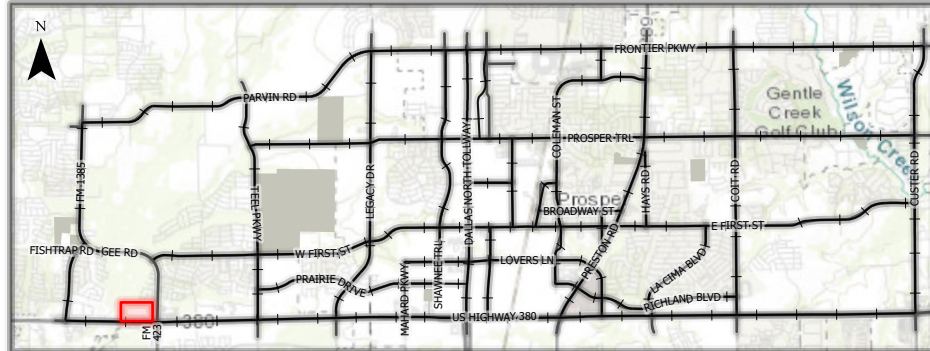 N
FRONTIER PKWY
PARVIN RD
Gentle
Creek
Golf Club
Wilson Cree
PROSPER TRL
COLEMAN ST
DALLAS NORTH TOLLWAY
FM 1385
TEEL PKWY
LEGACY DR
HAYS RD
COIT RD
CUSTER RD
Prosper
BROADWAY ST
E FIRST ST
SHAWNEE TRL
PRESTON RD
FISHTRAP RD
GEE RD
W FIRST ST
LOVERS LN
LA CIMA BLVD
PRAIRIE DRIVE
MAHARD PKWY
RICHLAND BLVD
US HIGHWAY 380
FM
423
380